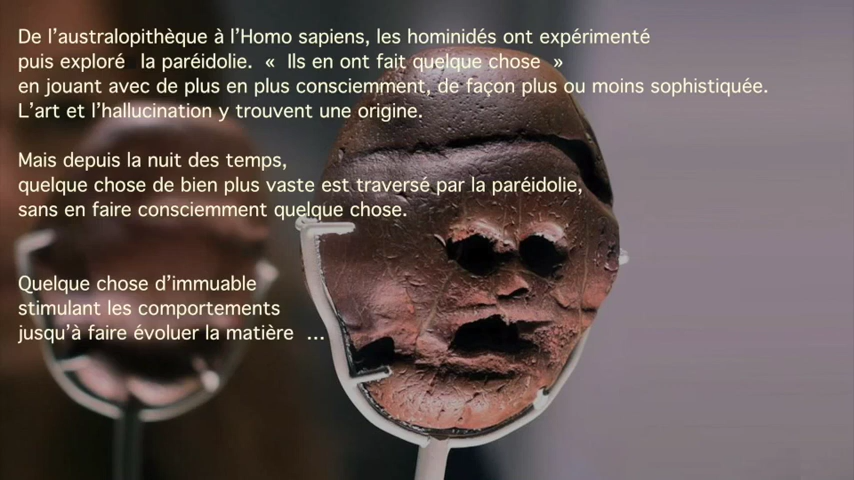 De l’australopithèque à l’Homo sapiens, les hominidés ont expérimenté
puis exploré la paréidolie. « Ils en ont fait quelque chose »
en jouant avec de plus en plus consciemment, de façon plus ou moins sophistiquée.
L’art et l’hallucination y trouvent une origine.
Mais depuis la nuit des temps,
quelque chose de bien plus vaste est traversé par la paréidolie,
sans en faire consciemment quelque chose.
Quelque chose d’immuable
stimulant les comportements
jusqu’à faire évoluer la matière ...